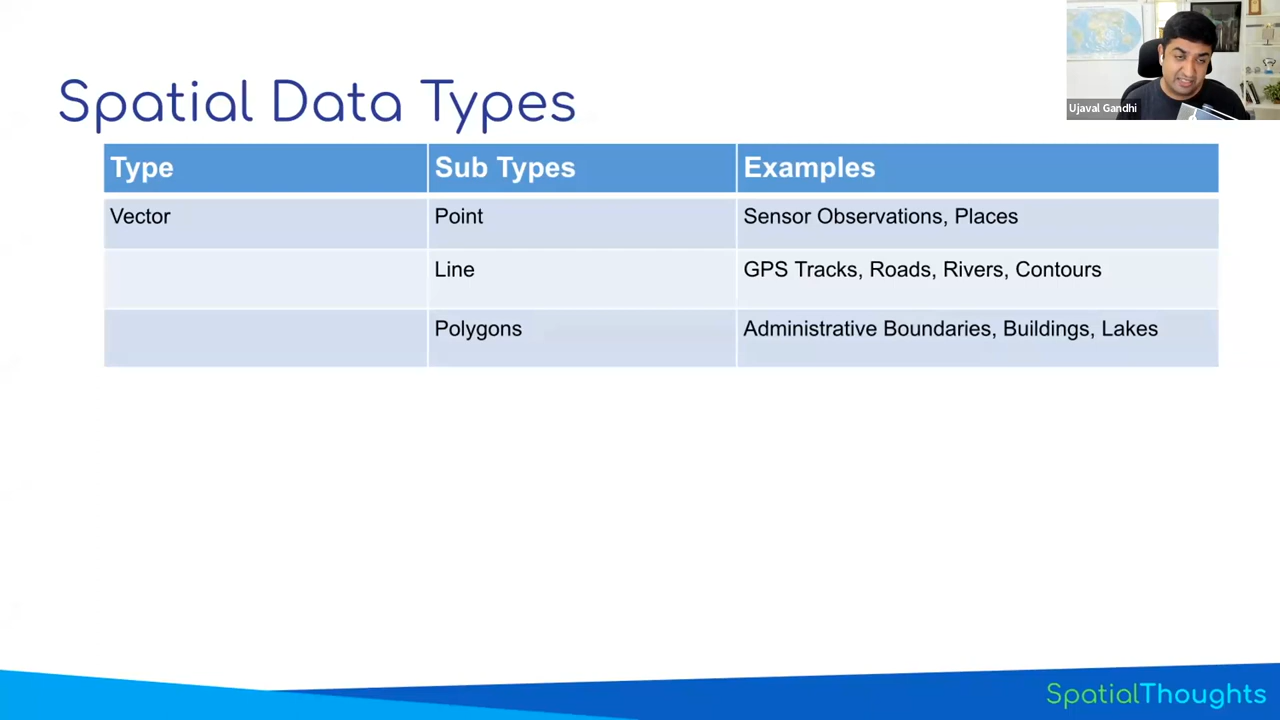 Ujaval Gandhi
Spatial Data Types
Type Sub Types Examples
Vector Point Sensor Observations, Places
Line GPS Tracks, Roads, Rivers, Contours
Polygons Administrative Boundaries, Buildings, Lakes
SpatialThoughts